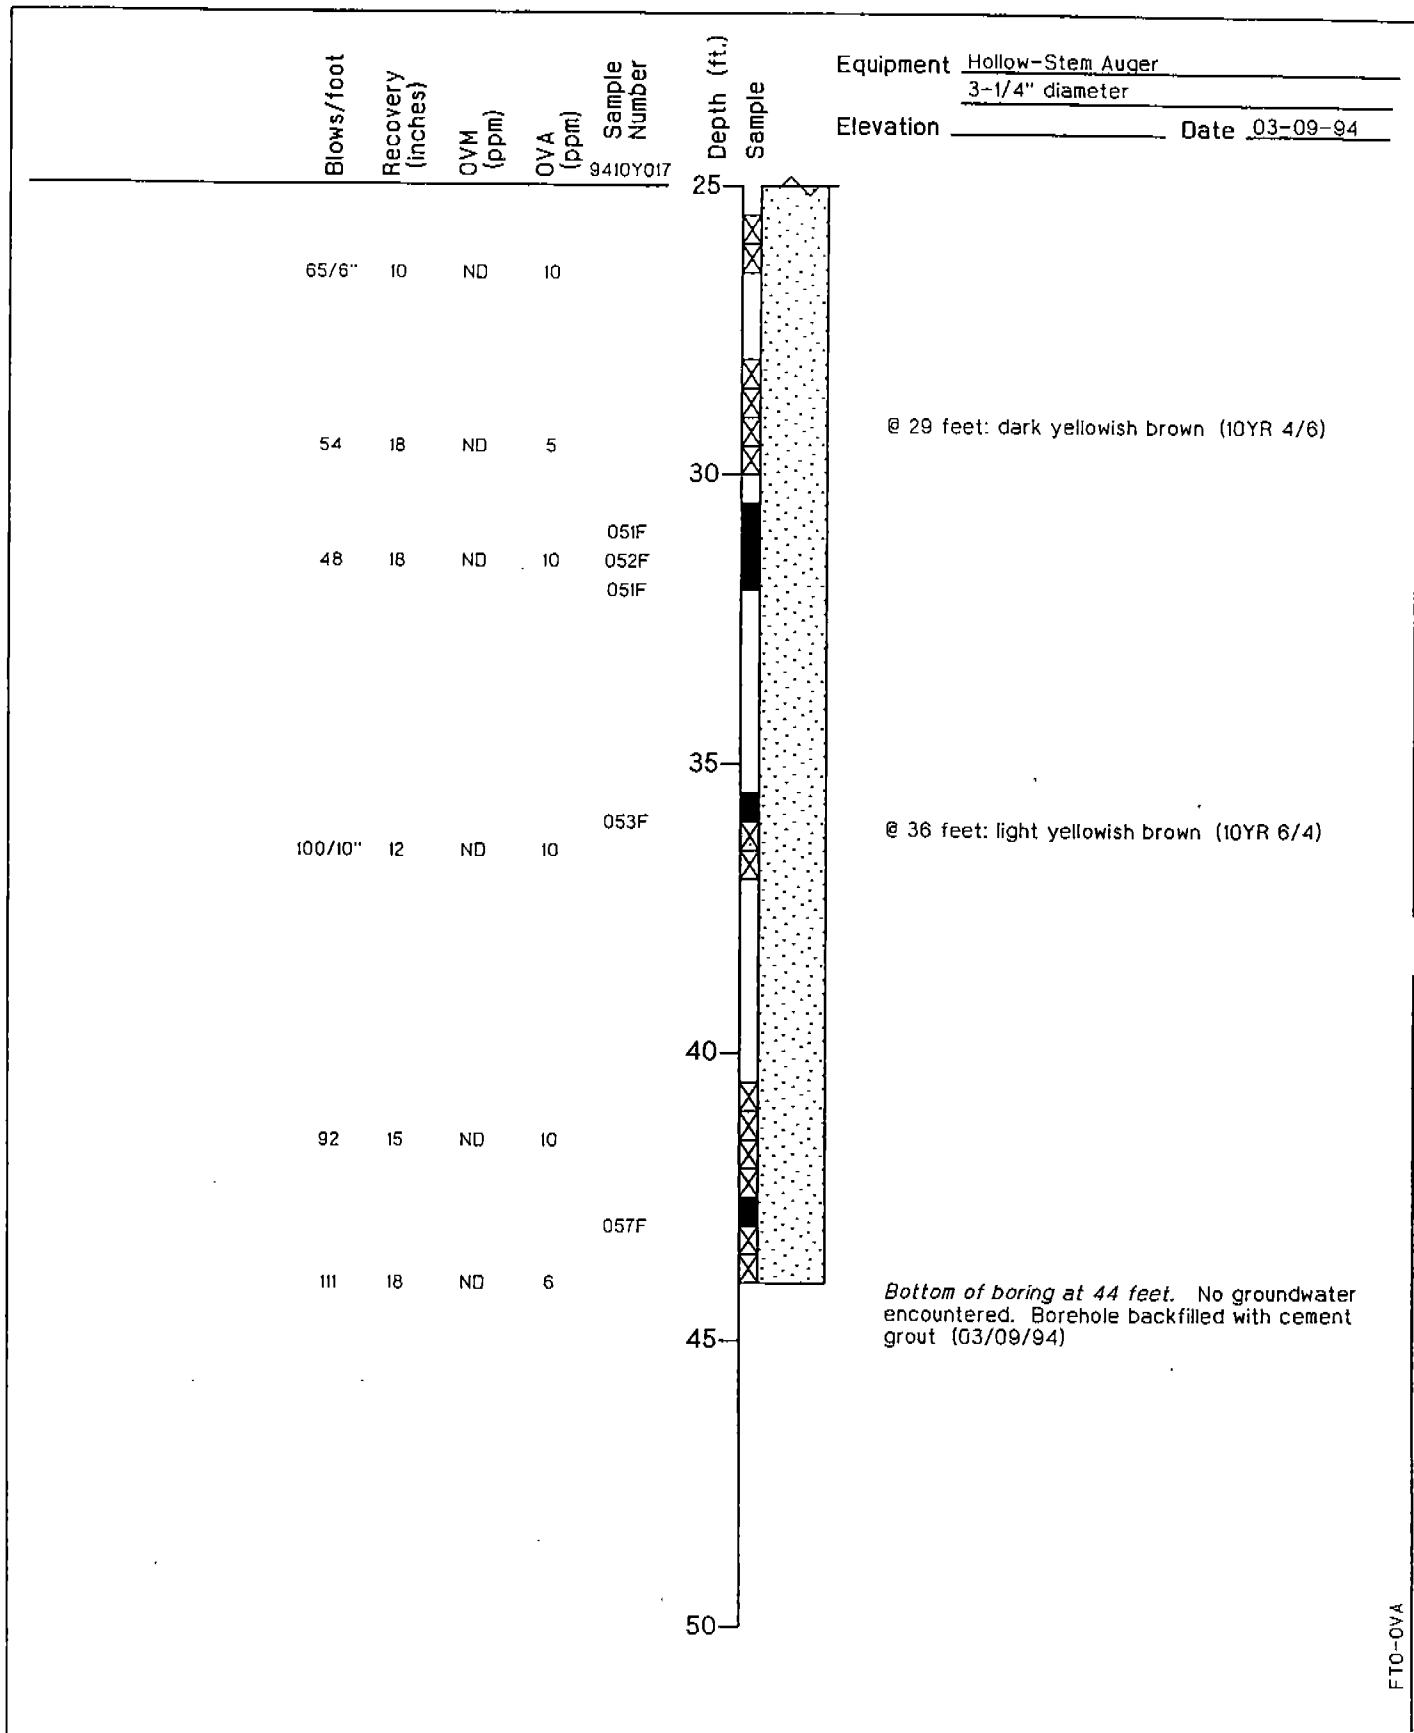 Blows/foot
Recovery
(inches)
OVM
(ppm)
OVA
(ppm)
Sample
Number
9410Y017
Depth (ft.)
Sample
Equipment Hollow-Stem Auger
3-1/4" diameter
Elevation Date 03-09-94
25
65/6" 10 ND 10
@ 29 feet: dark yellowish brown (10YR 4/6)
54 18 ND 5
30
051F
48 18 ND 10 052F
051F
35
053F
@ 36 feet: light yellowish brown (10YR 6/4)
100/10" 12 ND 10
40
92 15 ND 10
057F
111 18 ND 6
Bottom of boring at 44 feet. No groundwater
encountered. Borehole backfilled with cement
grout (03/09/94)
45
50
FTO-OVA